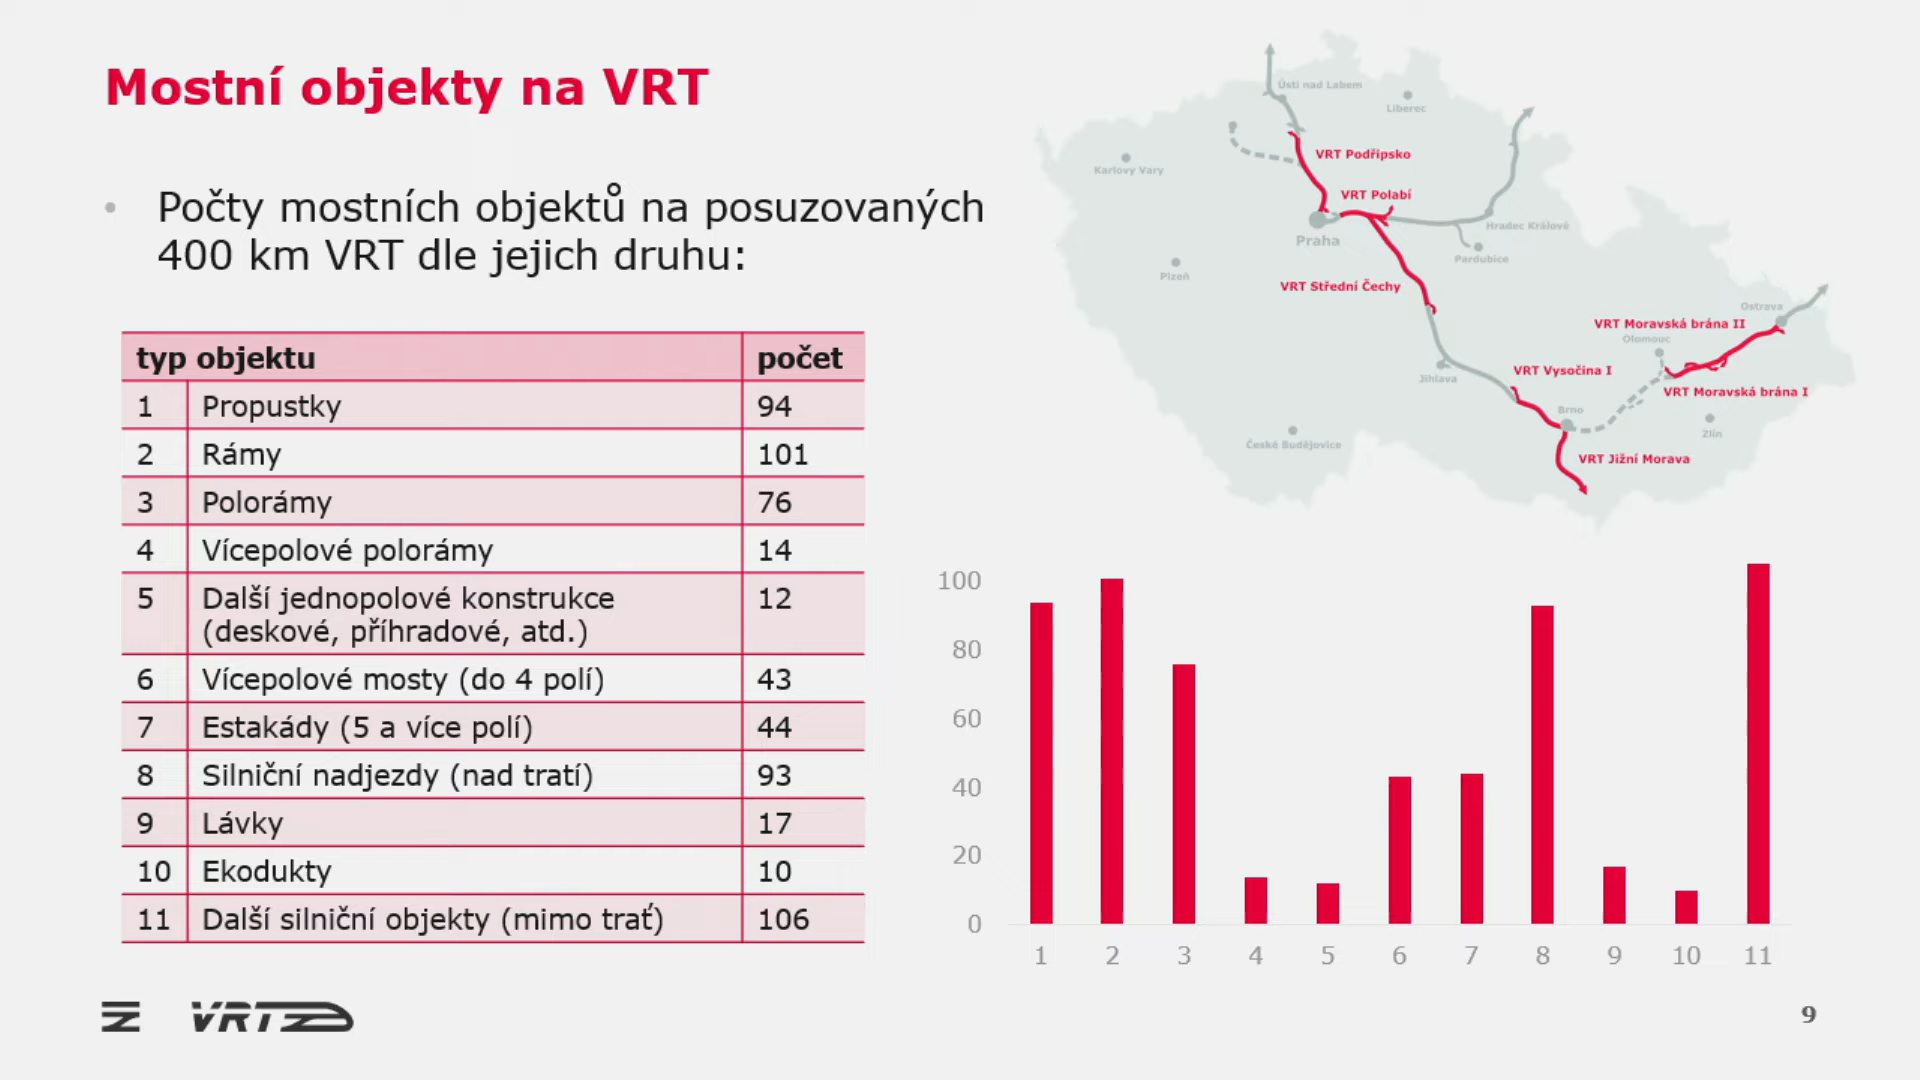 Mostní objekty na VRT
• Počty mostních objektů na posuzovaných
400 km VRT dle jejich druhu:
typ objektu počet
1 Propustky 94
2 Rámy 101
3 Polorámy 76
4 Vícepolové polorámy 14
5 Další jednopolové konstrukce 12
(deskové, příhradové, atd.)
6 Vícepolové mosty (do 4 polí) 43
7 Estakády (5 a více polí) 44
8 Silniční nadjezdy (nad tratí) 93
9 Lávky 17
10 Ekodukty 10
11 Další silniční objekty (mimo trať) 106
Ústí nad Labem
Liberec
VRT Podřipsko
Karlovy Vary
VRT Polabí
Hradec Králové
Praha
Pardubice
Plzeň
VRT Střední Čechy
Ostrava
VRT Moravská brána II
Olomouc
VRT Vysočina I
Jihlava
VRT Moravská brána I
Brno
Zlín
České Budějovice
VRT Jižní Morava
100
80
60
40
20
0
1 2 3 4 5 6 7 8 9 10 11
VRT
9